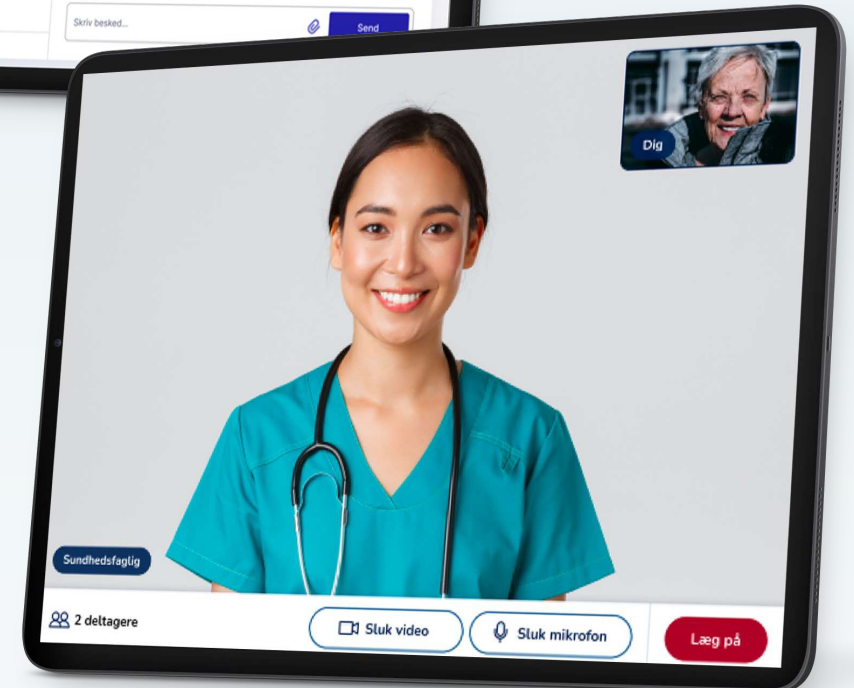 Skriv besked...
Send
Dig
Sundhedsfaglig
2 deltagere
Sluk video
Sluk mikrofon
Læg på